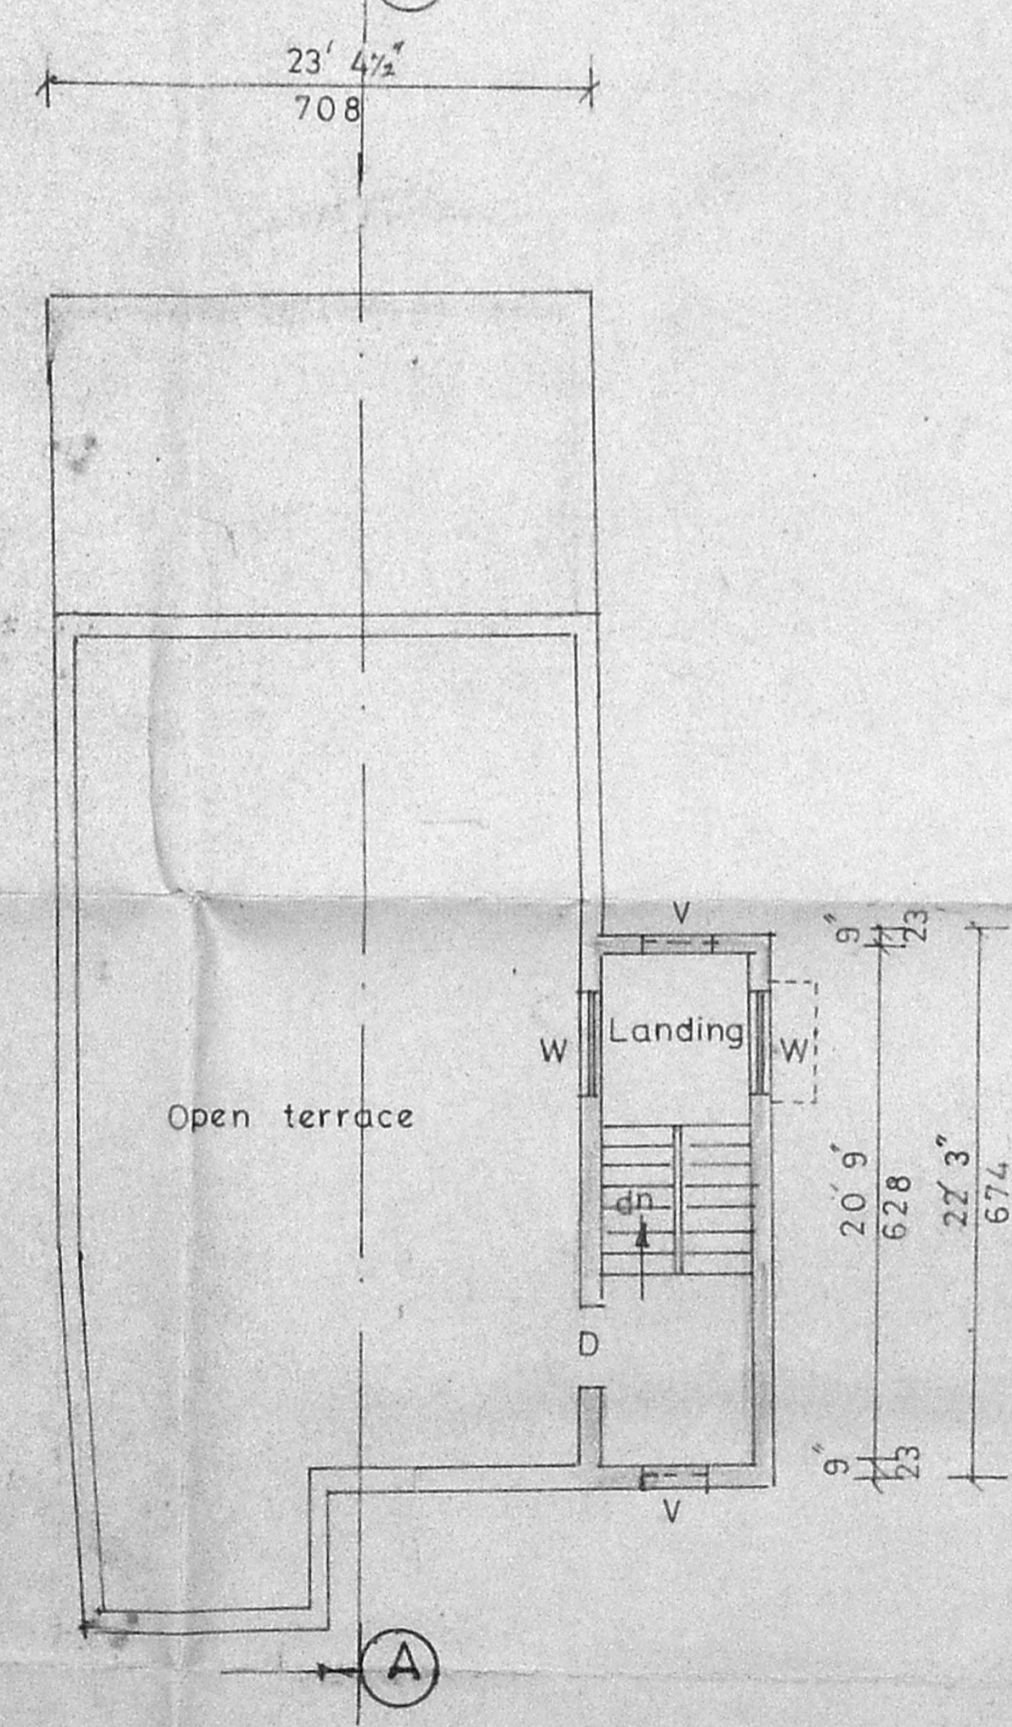 23' 4½"
708
V
9"
23
Landing
W
W
Open terrace
20' 9"
628
22' 3"
674
dn
D
9"
23
V
A